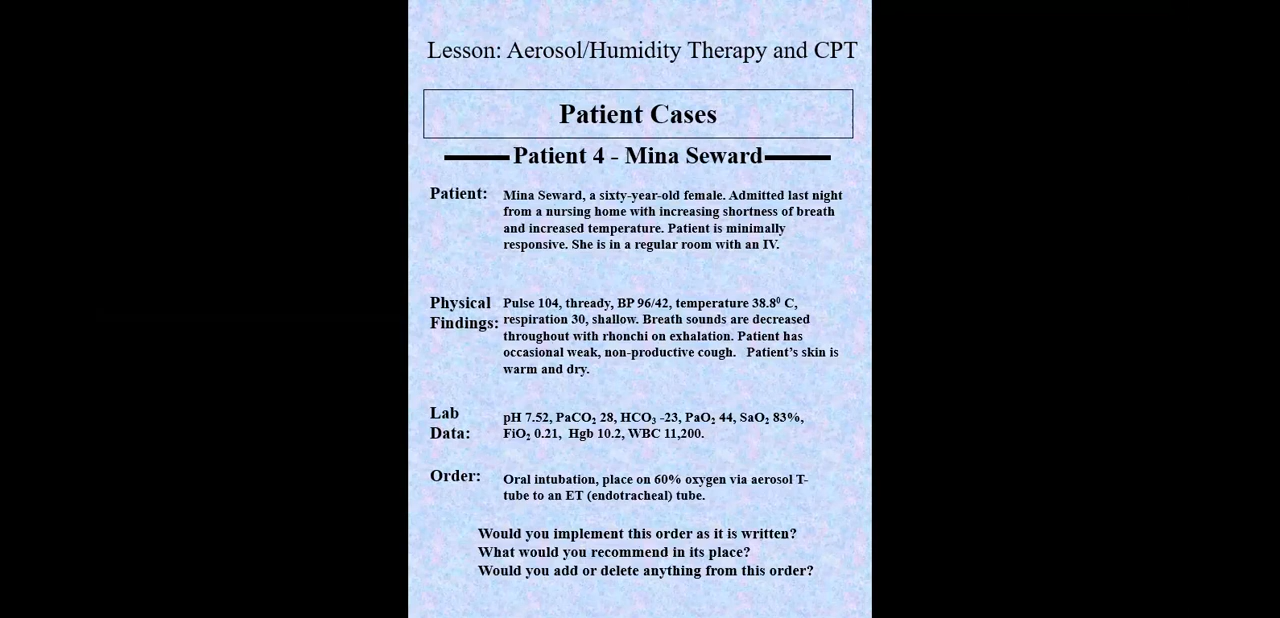 Lesson: Aerosol/Humidity Therapy and CPT
Patient Cases
Patient 4 - Mina Seward
Patient: Mina Seward, a sixty-year-old female. Admitted last night
from a nursing home with increasing shortness of breath
and increased temperature. Patient is minimally
responsive. She is in a regular room with an IV.
Physical Pulse 104, thready, BP 96/42, temperature 38.8⁰ C,
Findings: respiration 30, shallow. Breath sounds are decreased
throughout with rhonchi on exhalation. Patient has
occasional weak, non-productive cough. Patient’s skin is
warm and dry.
Lab pH 7.52, PaCO₂ 28, HCO₃ -23, PaO₂ 44, SaO₂ 83%,
Data: FiO₂ 0.21, Hgb 10.2, WBC 11,200.
Order: Oral intubation, place on 60% oxygen via aerosol T-
tube to an ET (endotracheal) tube.
Would you implement this order as it is written?
What would you recommend in its place?
Would you add or delete anything from this order?